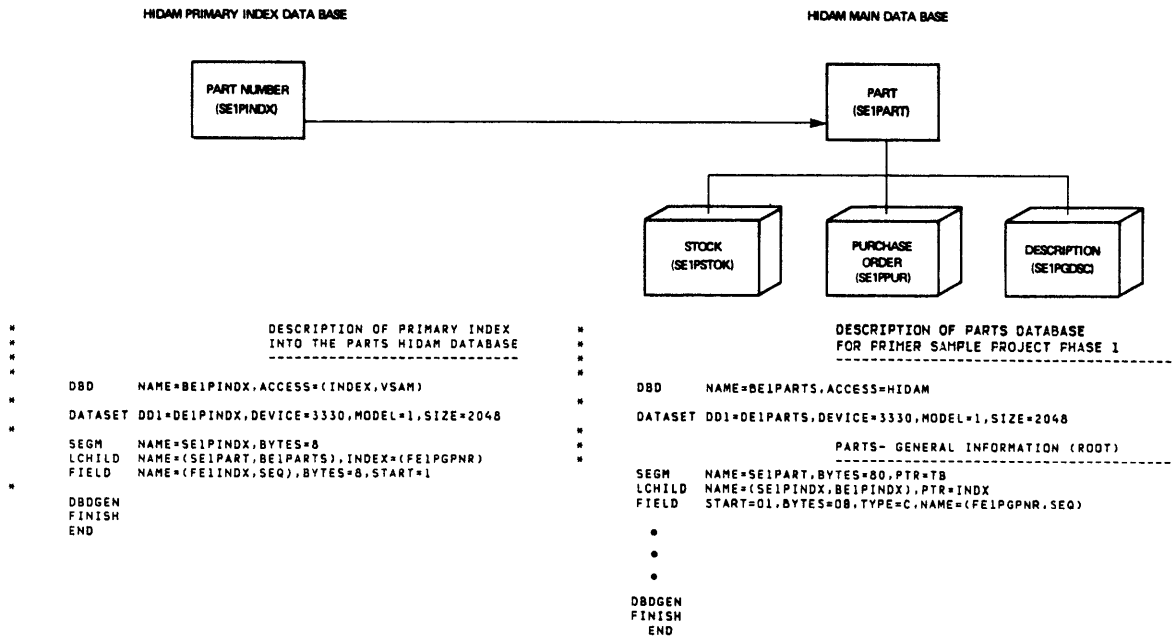 HIDAM PRIMARY INDEX DATA BASE
HIDAM MAIN DATA BASE
PART NUMBER
(SE1PINDX)
PART
(SE1PART)
STOCK
(SE1PSTOK)
PURCHASE
ORDER
(SE1PPUR)
DESCRIPTION
(SE1PGDSC)
* DESCRIPTION OF PRIMARY INDEX
* INTO THE PARTS HIDAM DATABASE
* -----------------------------
*
DBD NAME=BE1PINDX,ACCESS=(INDEX,VSAM)
*
DATASET DD1=DE1PINDX,DEVICE=3330,MODEL=1,SIZE=2048
*
SEGM NAME=SE1PINDX,BYTES=8
LCHILD NAME=(SE1PART,BE1PARTS),INDEX=(FE1PGPNR)
FIELD NAME=(FE1INDX,SEQ),BYTES=8,START=1
*
DBDGEN
FINISH
END
* DESCRIPTION OF PARTS DATABASE
* FOR PRIMER SAMPLE PROJECT PHASE 1
* ---------------------------------------
*
DBD NAME=BE1PARTS,ACCESS=HIDAM
*
DATASET DD1=DE1PARTS,DEVICE=3330,MODEL=1,SIZE=2048
*
* PARTS- GENERAL INFORMATION (ROOT)
* ---------------------------------------
SEGM NAME=SE1PART,BYTES=80,PTR=TB
LCHILD NAME=(SE1PINDX,BE1PINDX),PTR=INDX
FIELD START=01,BYTES=08,TYPE=C,NAME=(FE1PGPNR,SEQ)
•
•
•
DBDGEN
FINISH
END